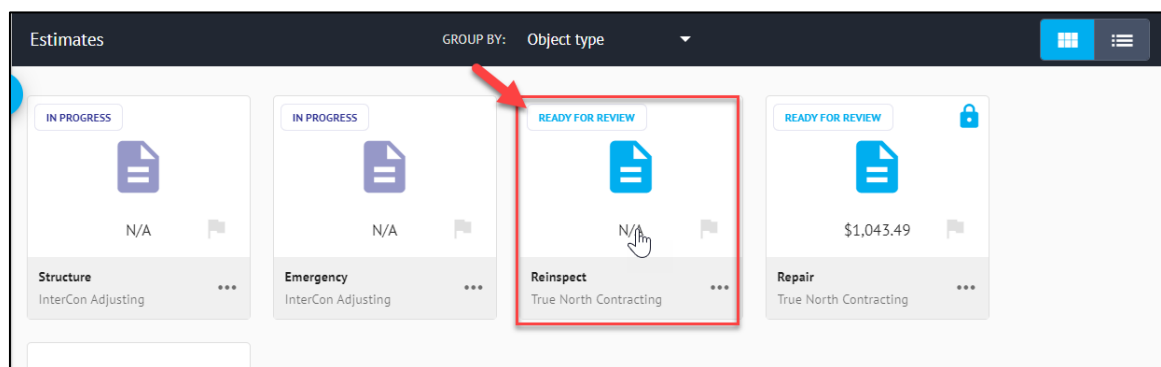 Estimates
GROUP BY: Object type
IN PROGRESS
N/A
Structure
InterCon Adjusting
IN PROGRESS
N/A
Emergency
InterCon Adjusting
READY FOR REVIEW
N/A
Reinspect
True North Contracting
READY FOR REVIEW
$1,043.49
Repair
True North Contracting